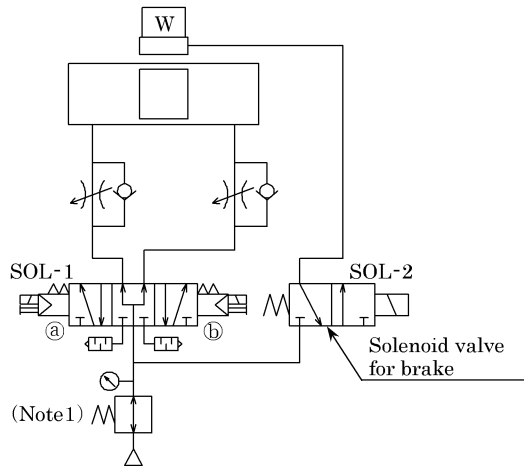 W
SOL-1
SOL-2
ⓐ
ⓑ
Solenoid valve
for brake
(Note1)